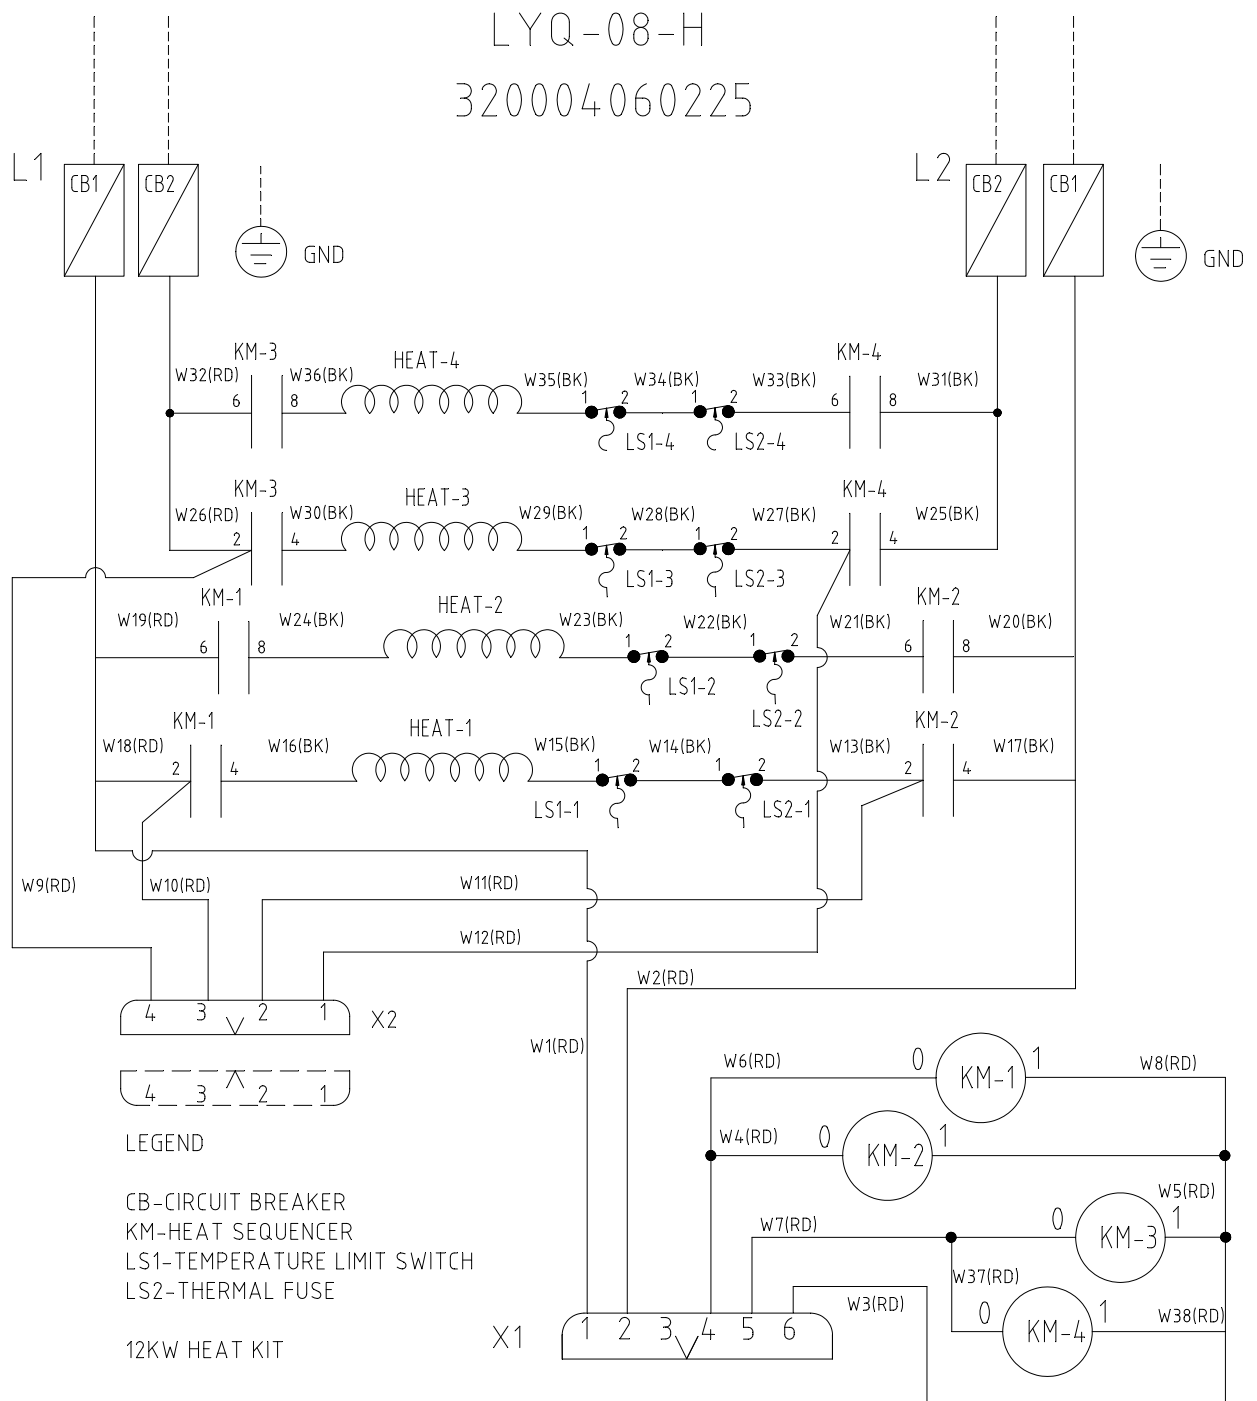 LYQ-08-H
320004060225
L1
CB1
CB2
GND
L2
CB2
CB1
GND
KM-3
HEAT-4
KM-4
W32(RD)
W36(BK)
W35(BK)
W34(BK)
W33(BK)
W31(BK)
6
8
1
2
1
2
6
8
LS1-4
LS2-4
KM-3
HEAT-3
KM-4
W26(RD)
W30(BK)
W29(BK)
W28(BK)
W27(BK)
W25(BK)
2
4
1
2
1
2
2
4
LS1-3
LS2-3
KM-1
HEAT-2
KM-2
W19(RD)
W24(BK)
W23(BK)
W22(BK)
W21(BK)
W20(BK)
6
8
1
2
1
2
6
8
LS1-2
LS2-2
KM-1
HEAT-1
KM-2
W18(RD)
W16(BK)
W15(BK)
W14(BK)
W13(BK)
W17(BK)
2
4
1
2
1
2
2
4
LS1-1
LS2-1
W9(RD)
W10(RD)
W11(RD)
W12(RD)
W2(RD)
4
3
2
1
X2
W1(RD)
4
3
2
1
W6(RD)
0
KM-1
1
W8(RD)
W4(RD)
0
KM-2
1
W7(RD)
0
KM-3
1
W5(RD)
W37(RD)
0
KM-4
1
W38(RD)
W3(RD)
X1
1
2
3
4
5
6
LEGEND
CB-CIRCUIT BREAKER
KM-HEAT SEQUENCER
LS1-TEMPERATURE LIMIT SWITCH
LS2-THERMAL FUSE
12KW HEAT KIT